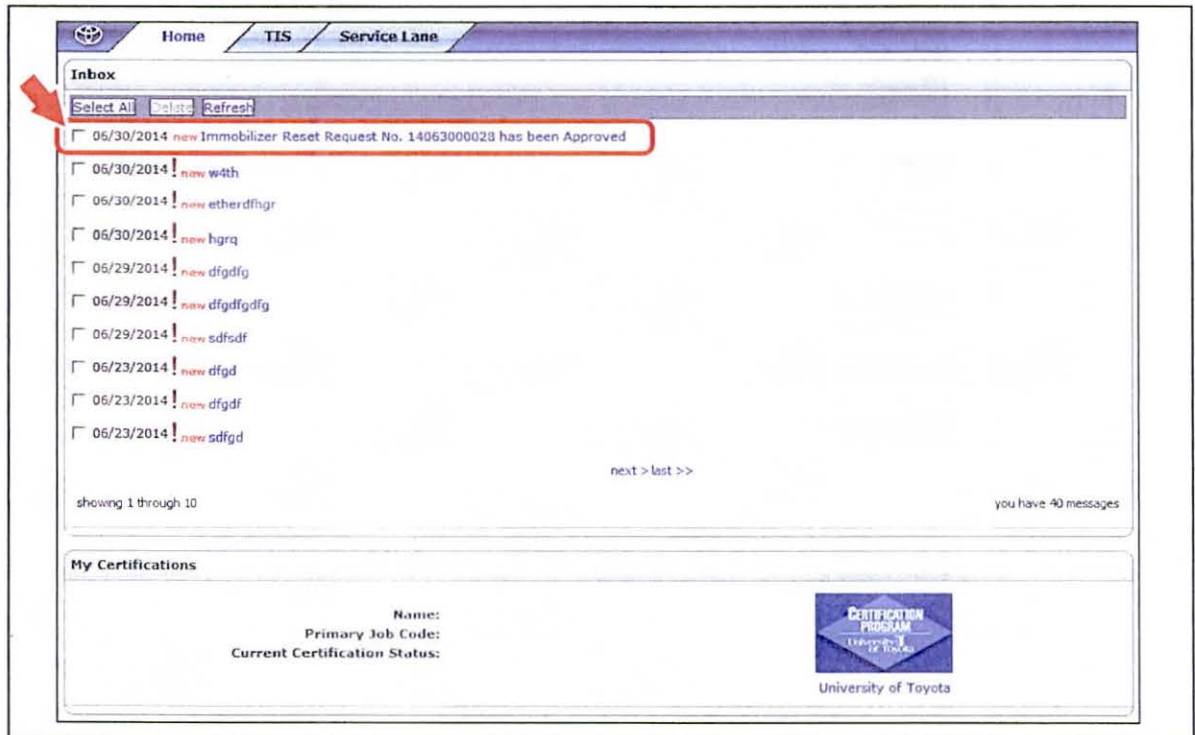 Home TIS Service Lane
Inbox
Select All Delete Refresh
06/30/2014 new Immobilizer Reset Request No. 14063000028 has been Approved
06/30/2014 ! new w4th
06/30/2014 ! new etherdfhgr
06/30/2014 ! new hgrq
06/29/2014 ! new dfgdfg
06/29/2014 ! new dfgdfgdfg
06/29/2014 ! new sdfsdf
06/23/2014 ! new dfgd
06/23/2014 ! new dfgdf
06/23/2014 ! new sdfgd
next > last >>
showing 1 through 10 you have 40 messages
My Certifications
Name:
Primary Job Code:
Current Certification Status:
CERTIFICATION
PROGRAM
University
of Toyota
University of Toyota